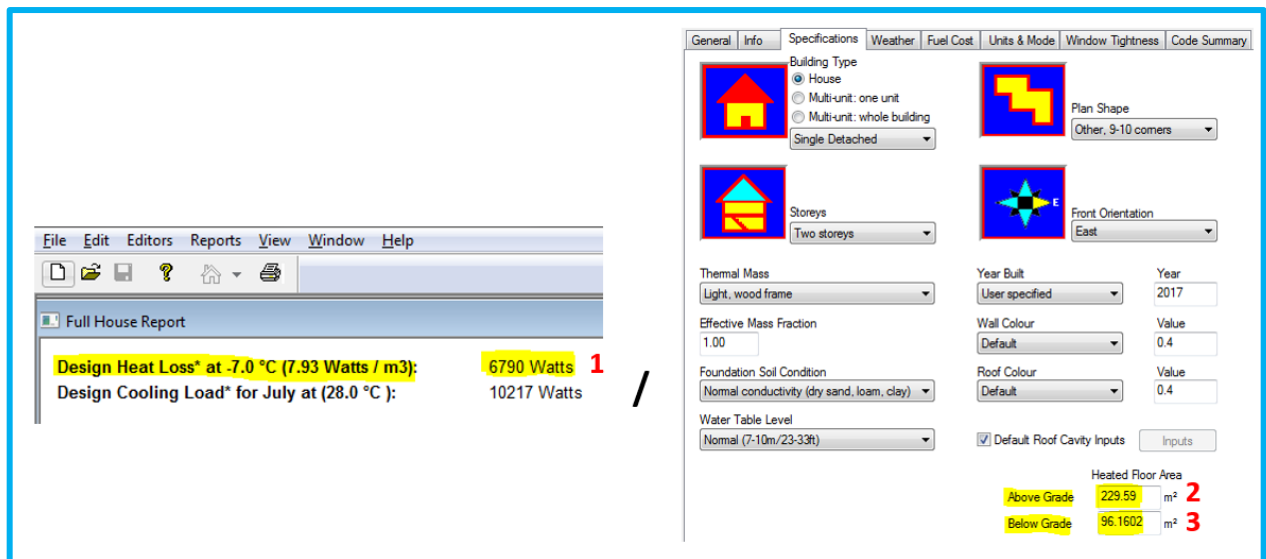 File Edit Editors Reports View Window Help
Full House Report
Design Heat Loss* at -7.0 °C (7.93 Watts / m3): 6790 Watts 1
Design Cooling Load* for July at (28.0 °C ): 10217 Watts
/
General Info Specifications Weather Fuel Cost Units & Mode Window Tightness Code Summary
Building Type
House
Multi-unit: one unit
Multi-unit: whole building
Single Detached
Plan Shape
Other, 9-10 corners
Storeys
Two storeys
E
Front Orientation
East
Thermal Mass
Light, wood frame
Year Built Year
User specified 2017
Effective Mass Fraction
1.00
Wall Colour Value
Default 0.4
Foundation Soil Condition
Normal conductivity (dry sand, loam, clay)
Roof Colour Value
Default 0.4
Water Table Level
Normal (7-10m/23-33ft)
Default Roof Cavity Inputs Inputs
Heated Floor Area
Above Grade 229.59 m² 2
Below Grade 96.1602 m² 3